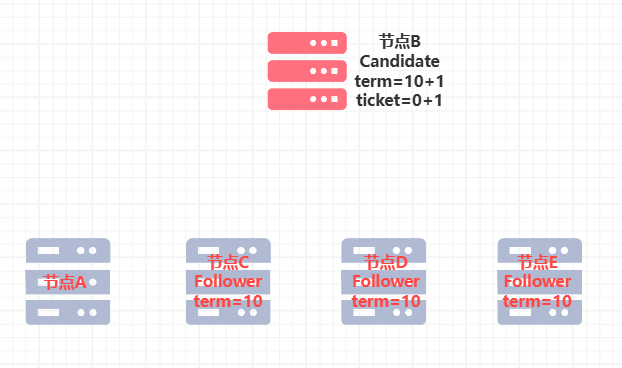 节点B
Candidate
term=10+1
ticket=0+1
节点A
节点C
Follower
term=10
节点D
Follower
term=10
节点E
Follower
term=10